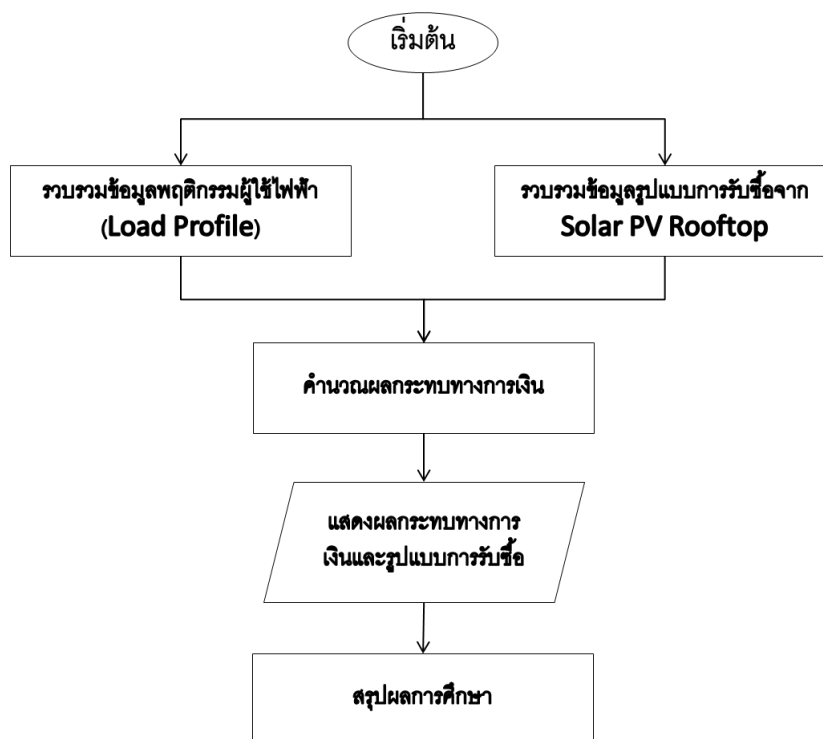 เริ่มต้น
รวบรวมข้อมูลพฤติกรรมผู้ใช้ไฟฟ้า
(Load Profile)
รวบรวมข้อมูลรูปแบบการรับซื้อจาก
Solar PV Rooftop
คำนวณผลกระทบทางการเงิน
แสดงผลกระทบทางการ
เงินและรูปแบบการรับซื้อ
สรุปผลการศึกษา